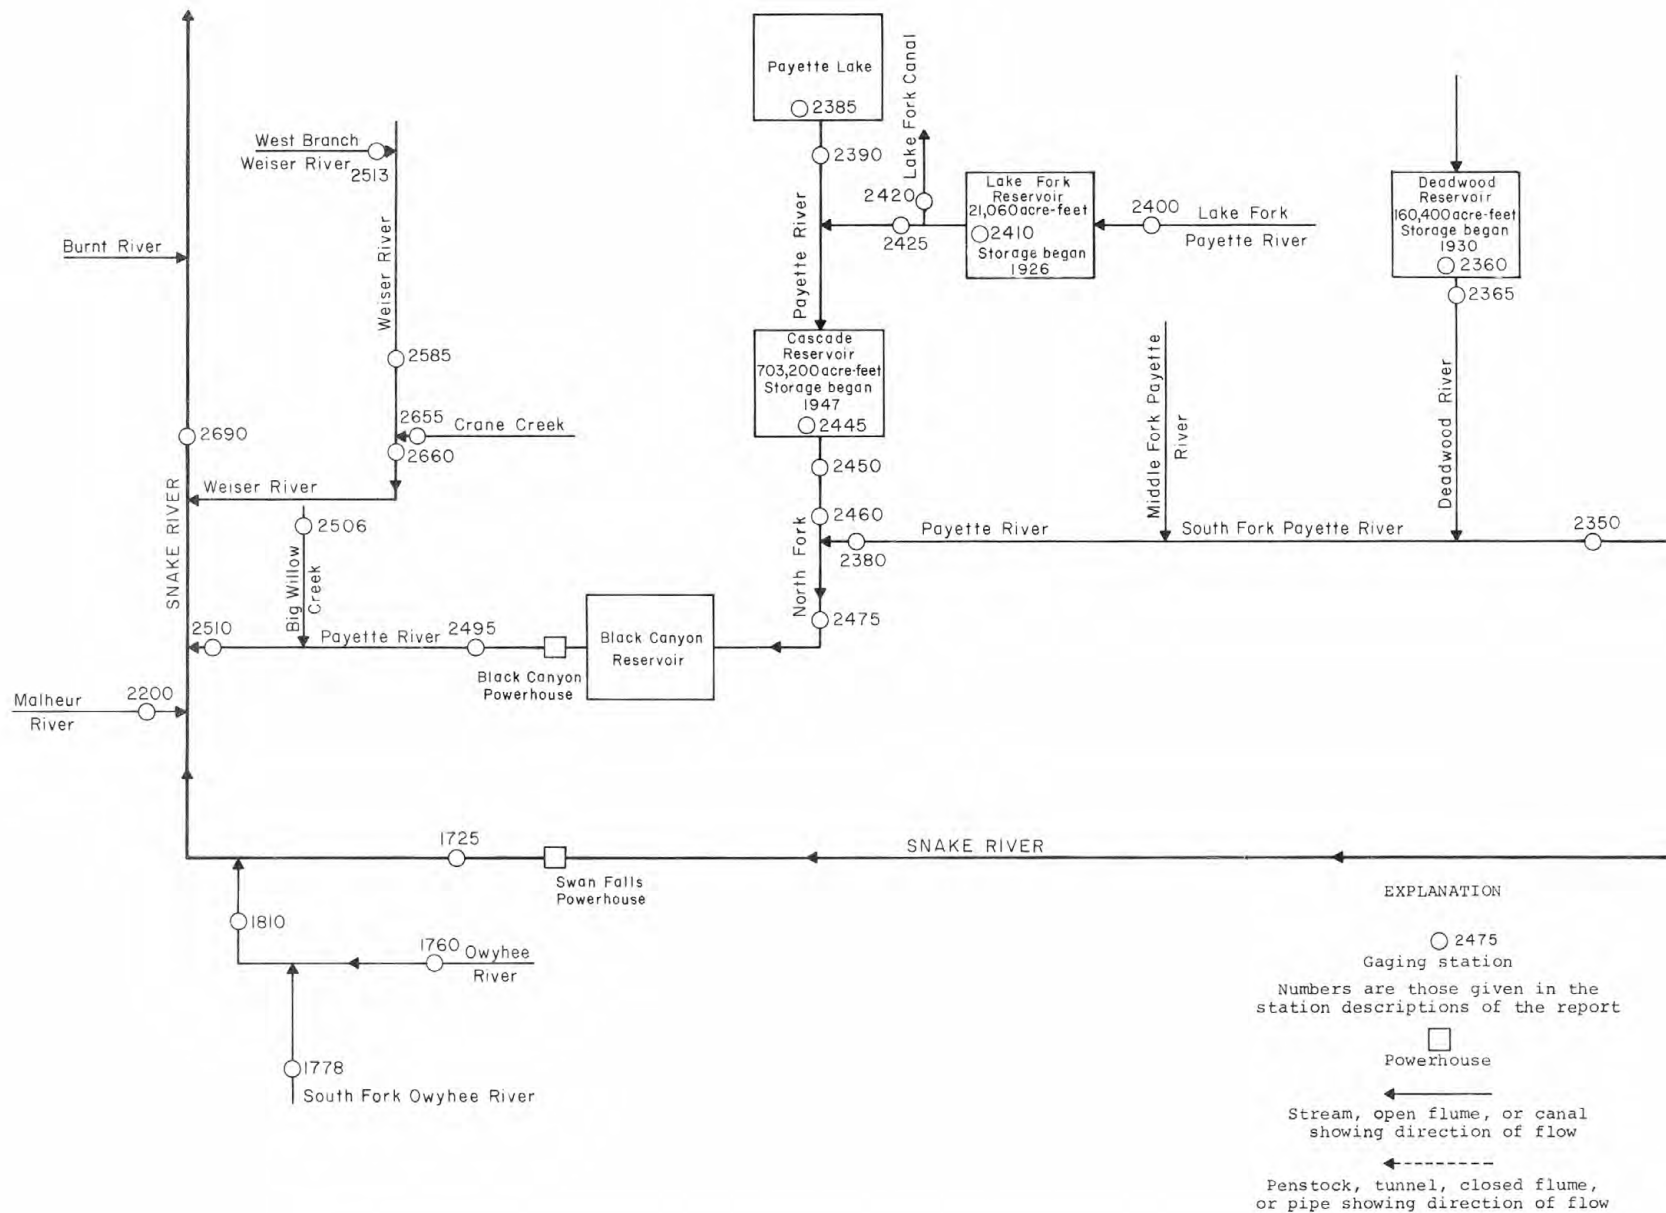 Payette Lake
2385
Lake Fork Canal
West Branch
Weiser River
2513
2390
2420
Lake Fork
Reservoir
21,060 acre-feet
2410
Storage began
1926
2400
Lake Fork
Payette River
Deadwood
Reservoir
160,400 acre-feet
Storage began
1930
2360
2365
2425
Burnt River
Weiser River
Payette River
Cascade
Reservoir
703,200 acre-feet
Storage began
1947
2445
2585
2655
Crane Creek
2660
2690
2450
Middle Fork Payette
River
Deadwood River
Weiser River
SNAKE RIVER
2506
2460
Payette River
South Fork Payette River
2350
2380
North Fork
Big Willow
Creek
2475
2510
Payette River
2495
Black Canyon
Reservoir
Black Canyon
Powerhouse
Malheur
River
2200
1725
SNAKE RIVER
Swan Falls
Powerhouse
1810
1760
Owyhee
River
1778
South Fork Owyhee River
EXPLANATION
2475
Gaging station
Numbers are those given in the
station descriptions of the report
Powerhouse
Stream, open flume, or canal
showing direction of flow
Penstock, tunnel, closed flume,
or pipe showing direction of flow